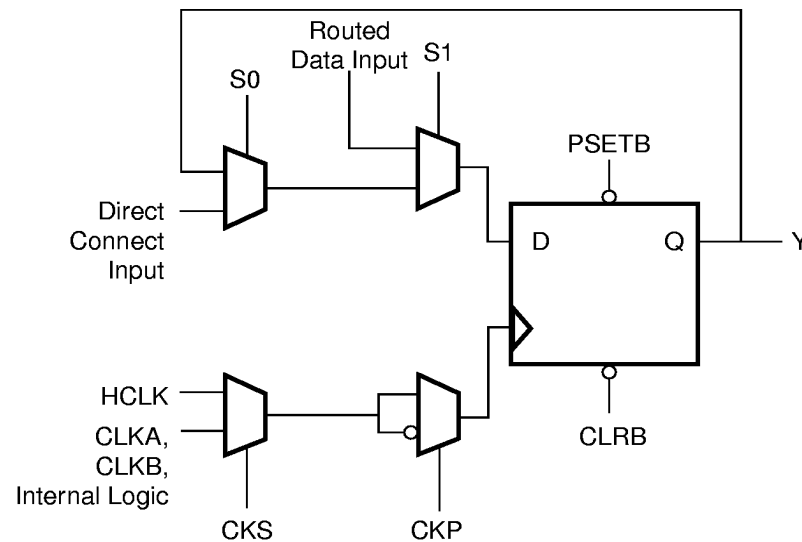 Routed
Data Input
S1
S0
PSETB
Direct
Connect
Input
D
Q
Y
HCLK
CLKA,
CLKB,
Internal Logic
CLRB
CKS
CKP